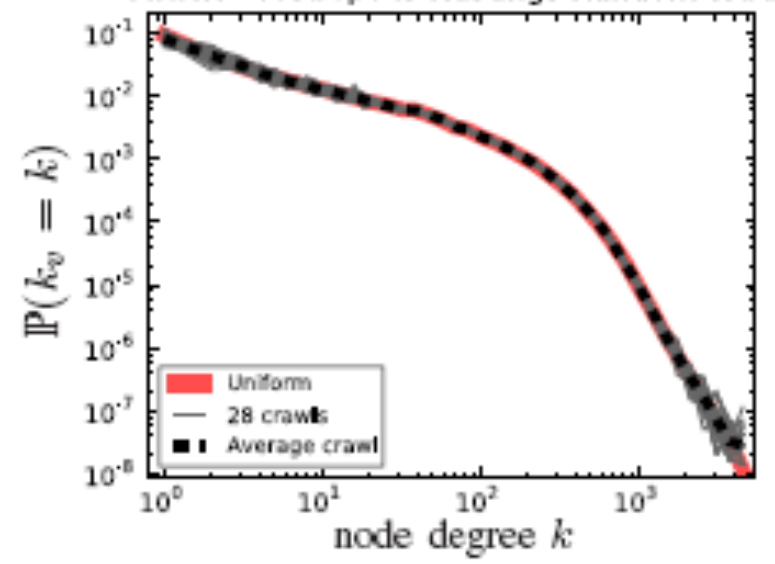 10⁻¹
10⁻²
10⁻³
10⁻⁴
10⁻⁵
10⁻⁶
10⁻⁷
10⁻⁸
ℙ(kᵥ = k)
Uniform
28 crawls
Average crawl
10⁰ 10¹ 10² 10³
node degree k